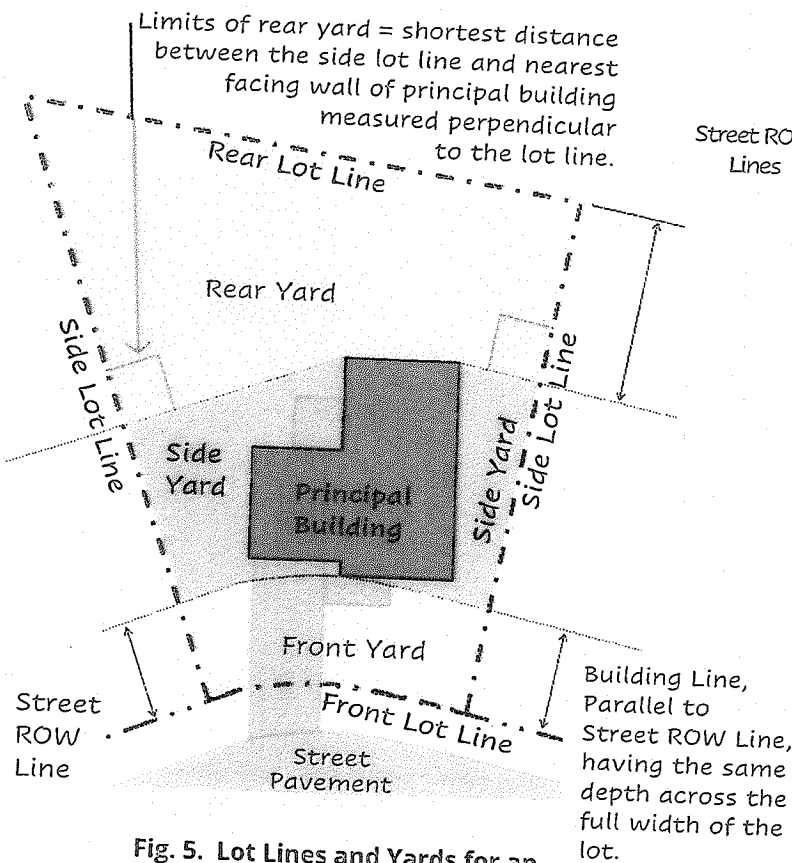 Limits of rear yard = shortest distance
between the side lot line and nearest
facing wall of principal building
measured perpendicular
to the lot line.
Street RO
Lines
Rear Lot Line
Rear Yard
Side Lot Line
Side Lot Line
Side
Yard
Side Yard
Principal
Building
Front Yard
Street
ROW
Line
Front Lot Line
Street
Pavement
Building Line,
Parallel to
Street ROW Line,
having the same
depth across the
full width of the
lot.
Fig. 5. Lot Lines and Yards for an